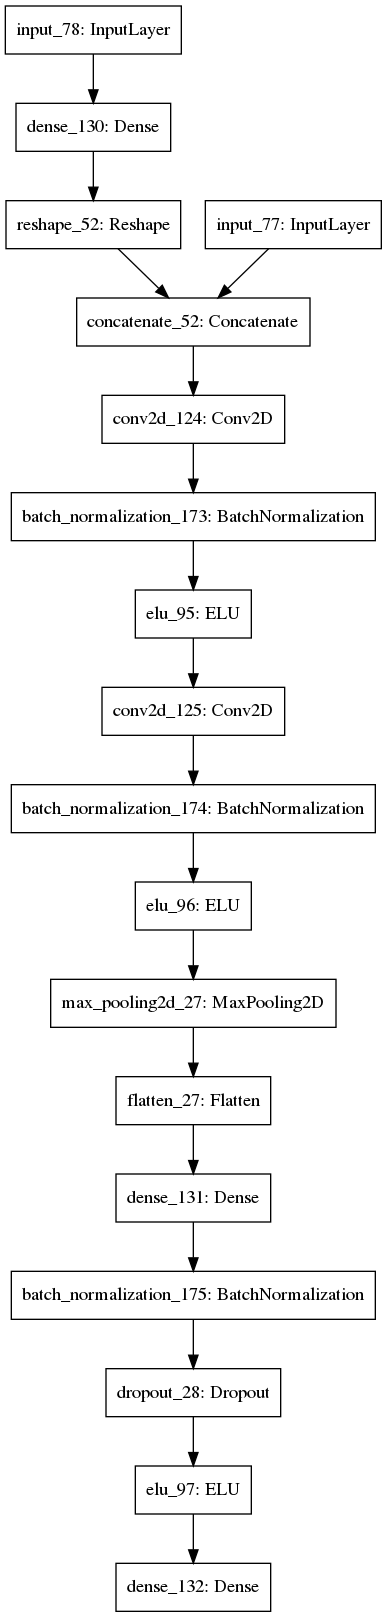 input_78: InputLayer
dense_130: Dense
reshape_52: Reshape
input_77: InputLayer
concatenate_52: Concatenate
conv2d_124: Conv2D
batch_normalization_173: BatchNormalization
elu_95: ELU
conv2d_125: Conv2D
batch_normalization_174: BatchNormalization
elu_96: ELU
max_pooling2d_27: MaxPooling2D
flatten_27: Flatten
dense_131: Dense
batch_normalization_175: BatchNormalization
dropout_28: Dropout
elu_97: ELU
dense_132: Dense